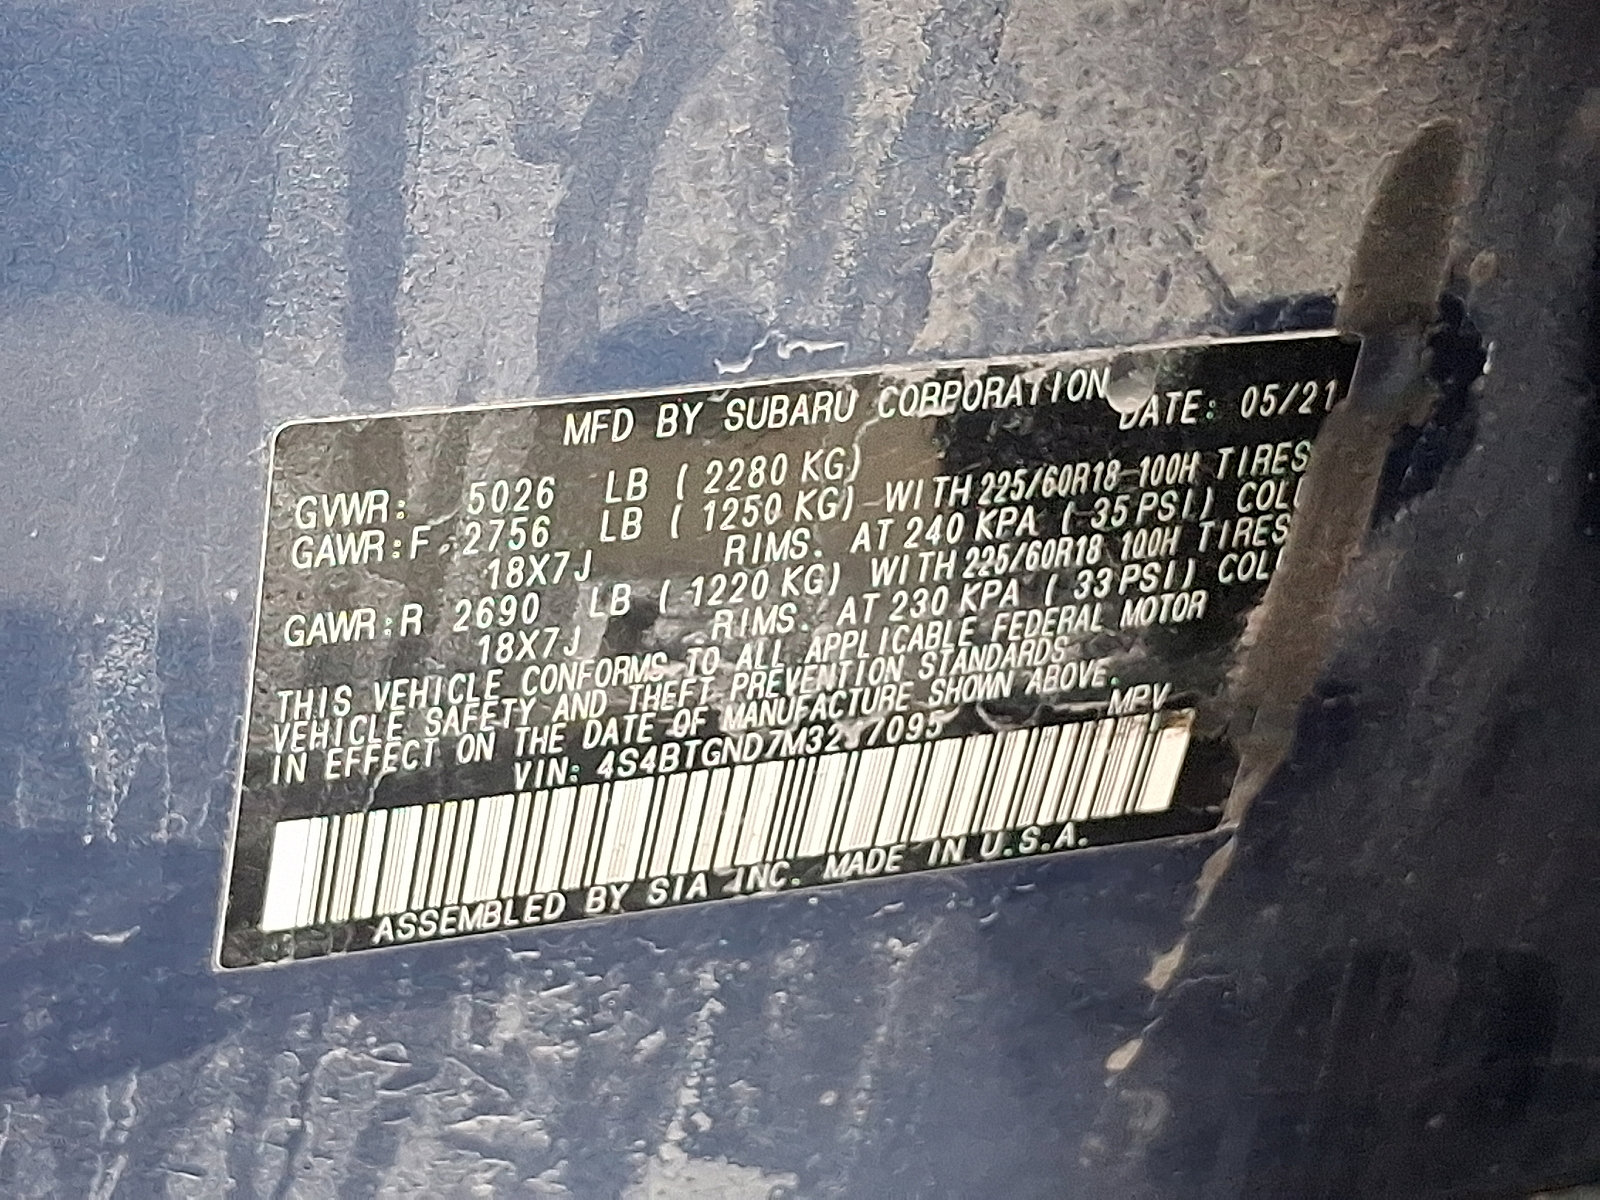 MFD BY SUBARU CORPORATION DATE: 05/21
GVWR: 5026 LB ( 2280 KG)
GAWR:F 2756 LB ( 1250 KG) WITH 225/60R18 100H TIRES
18X7J RIMS. AT 240 KPA ( 35 PSI) COL
GAWR:R 2690 LB ( 1220 KG) WITH 225/60R18 100H TIRES
18X7J RIMS. AT 230 KPA ( 33 PSI) COL
THIS VEHICLE CONFORMS TO ALL APPLICABLE FEDERAL MOTOR
VEHICLE SAFETY AND THEFT PREVENTION STANDARDS
IN EFFECT ON THE DATE OF MANUFACTURE SHOWN ABOVE.
VIN: MPV
ASSEMBLED BY SIA INC. MADE IN U.S.A.